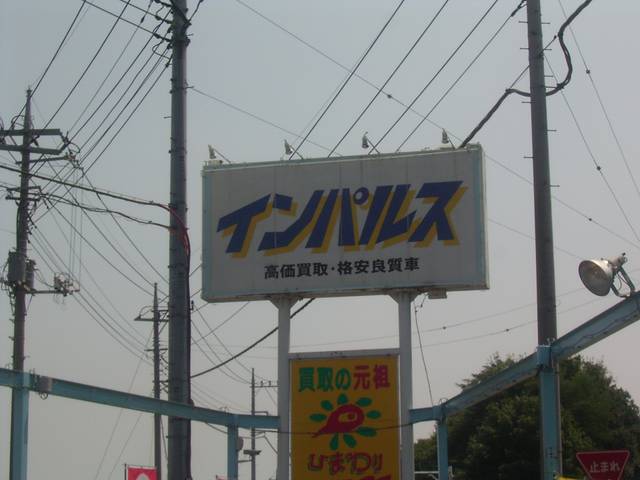 インパルス
高価買取・格安良質車
買取の元祖
ひまわり
止まれ